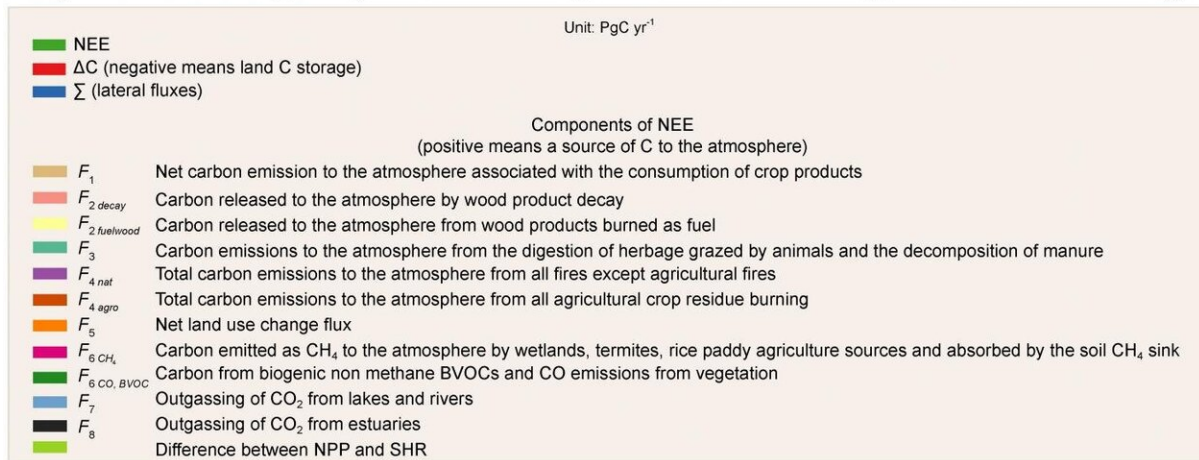 Unit: PgC yr⁻¹
NEE
ΔC (negative means land C storage)
∑ (lateral fluxes)
Components of NEE
(positive means a source of C to the atmosphere)
F₁ Net carbon emission to the atmosphere associated with the consumption of crop products
F₂ decay Carbon released to the atmosphere by wood product decay
F₂ fuelwood Carbon released to the atmosphere from wood products burned as fuel
F₃ Carbon emissions to the atmosphere from the digestion of herbage grazed by animals and the decomposition of manure
F₄ nat Total carbon emissions to the atmosphere from all fires except agricultural fires
F₄ agro Total carbon emissions to the atmosphere from all agricultural crop residue burning
F₅ Net land use change flux
F₆ CH₄ Carbon emitted as CH₄ to the atmosphere by wetlands, termites, rice paddy agriculture sources and absorbed by the soil CH₄ sink
F₆ CO, BVOC Carbon from biogenic non methane BVOCs and CO emissions from vegetation
F₇ Outgassing of CO₂ from lakes and rivers
F₈ Outgassing of CO₂ from estuaries
Difference between NPP and SHR